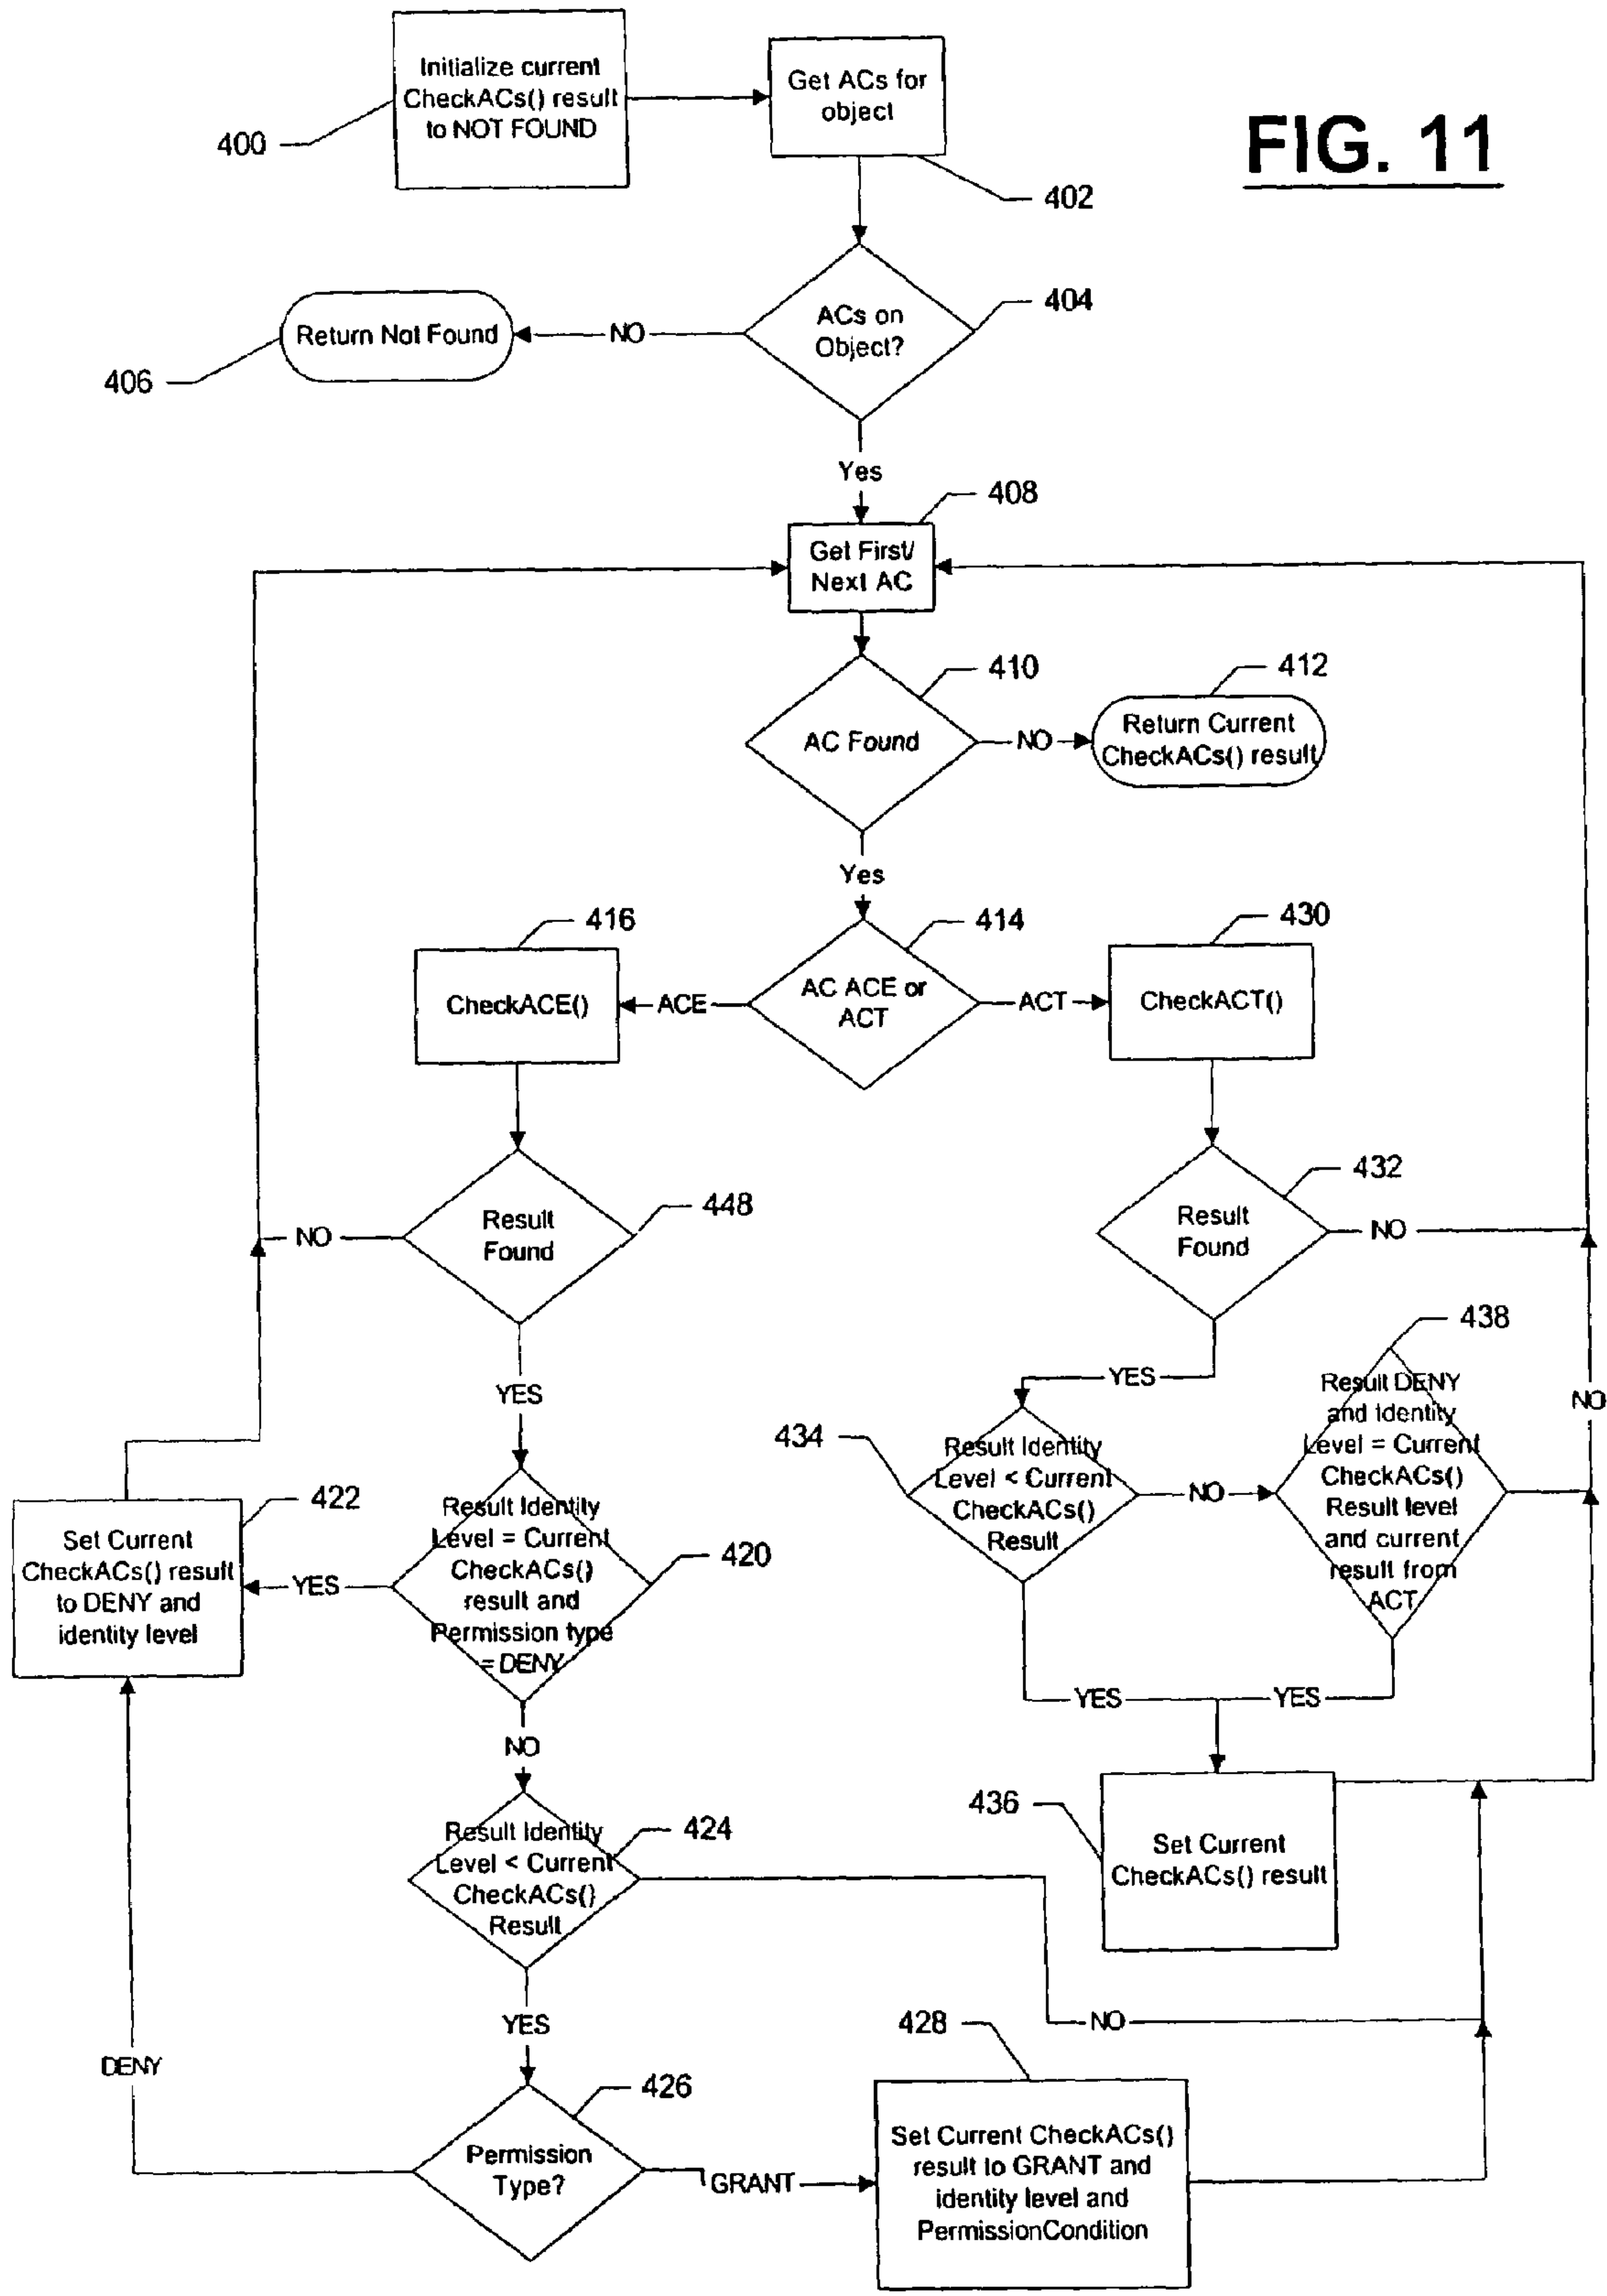 Initialize current
CheckACs() result
to NOT FOUND
400
Get ACs for
object
402
FIG. 11
ACs on
Object?
404
NO
Return Not Found
406
Yes
408
Get First/
Next AC
410
AC Found
NO
412
Return Current
CheckACs() result
Yes
416
414
430
CheckACE()
ACE
AC ACE or
ACT
ACT
CheckACT()
448
Result
Found
NO
432
Result
Found
NO
YES
YES
438
Result DENY
and Identity
Level = Current
CheckACs()
Result level
and current
result from
ACT
NO
434
Result Identity
Level < Current
CheckACs()
Result
NO
422
Set Current
CheckACs() result
to DENY and
identity level
YES
Result Identity
Level = Current
CheckACs()
result and
Permission type
= DENY
420
YES
YES
NO
436
Set Current
CheckACs() result
Result Identity
Level < Current
CheckACs()
Result
424
YES
NO
428
DENY
426
Permission
Type?
GRANT
Set Current CheckACs()
result to GRANT and
identity level and
PermissionCondition